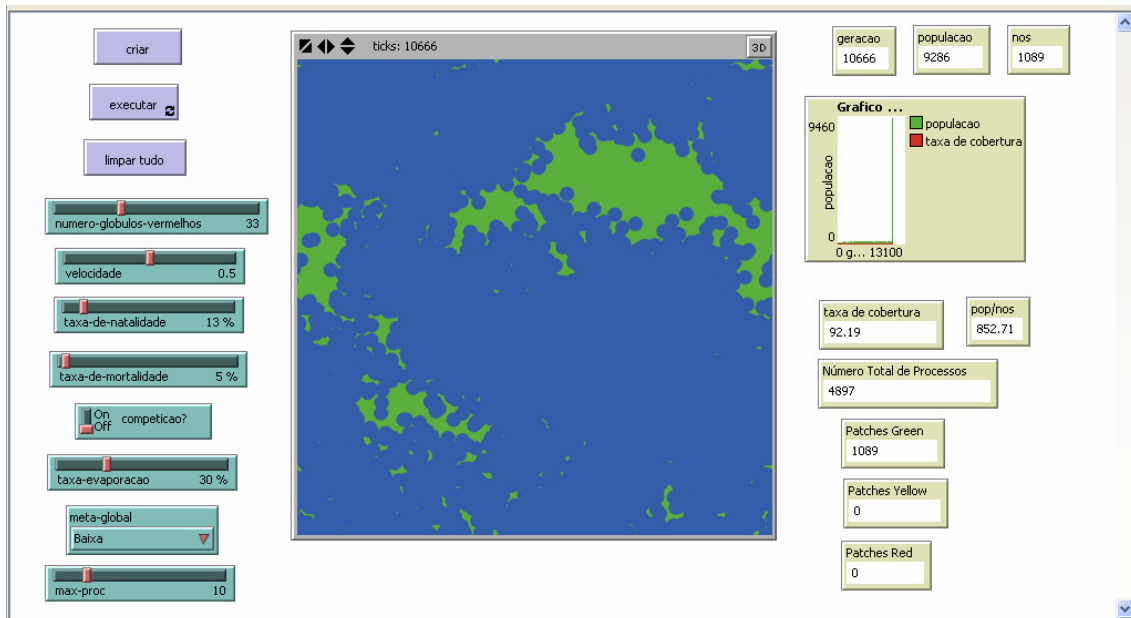 criar
executar
limpar tudo
numero-globulos-vermelhos 33
velocidade 0.5
taxa-de-natalidade 13 %
taxa-de-mortalidade 5 %
On
Off
competicao?
taxa-evaporacao 30 %
meta-global
Baixa
max-proc 10
ticks: 10666
3D
geracao
10666
populacao
9286
nos
1089
Grafico ...
9460
populacao
0
0 g... 13100
populacao
taxa de cobertura
taxa de cobertura
92.19
pop/nos
852.71
Número Total de Processos
4897
Patches Green
1089
Patches Yellow
0
Patches Red
0